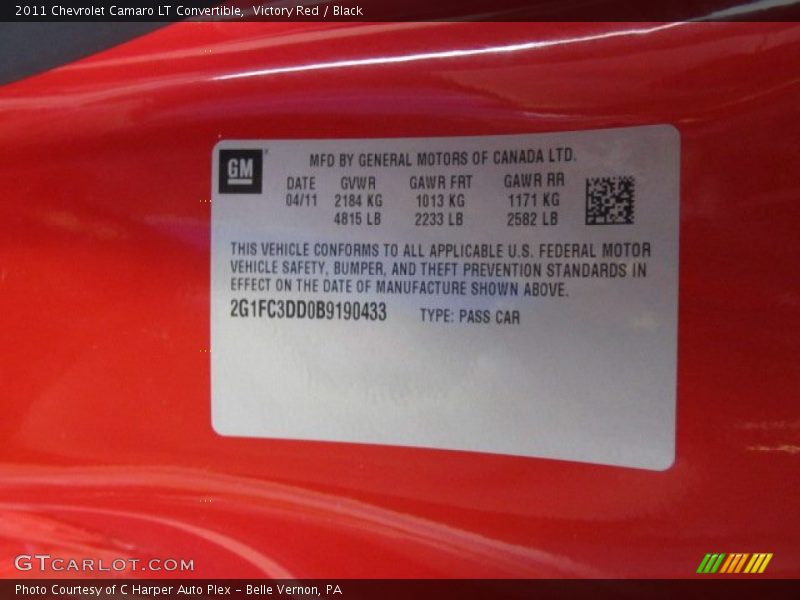 2011 Chevrolet Camaro LT Convertible, Victory Red / Black
GM
MFD BY GENERAL MOTORS OF CANADA LTD.
DATE GVWR GAWR FRT GAWR RR
04/11 2184 KG 1013 KG 1171 KG
4815 LB 2233 LB 2582 LB
THIS VEHICLE CONFORMS TO ALL APPLICABLE U.S. FEDERAL MOTOR
VEHICLE SAFETY, BUMPER, AND THEFT PREVENTION STANDARDS IN
EFFECT ON THE DATE OF MANUFACTURE SHOWN ABOVE.
2G1FC3DD0B9190433 TYPE: PASS CAR
GTCARLOT.COM
Photo Courtesy of C Harper Auto Plex - Belle Vernon, PA